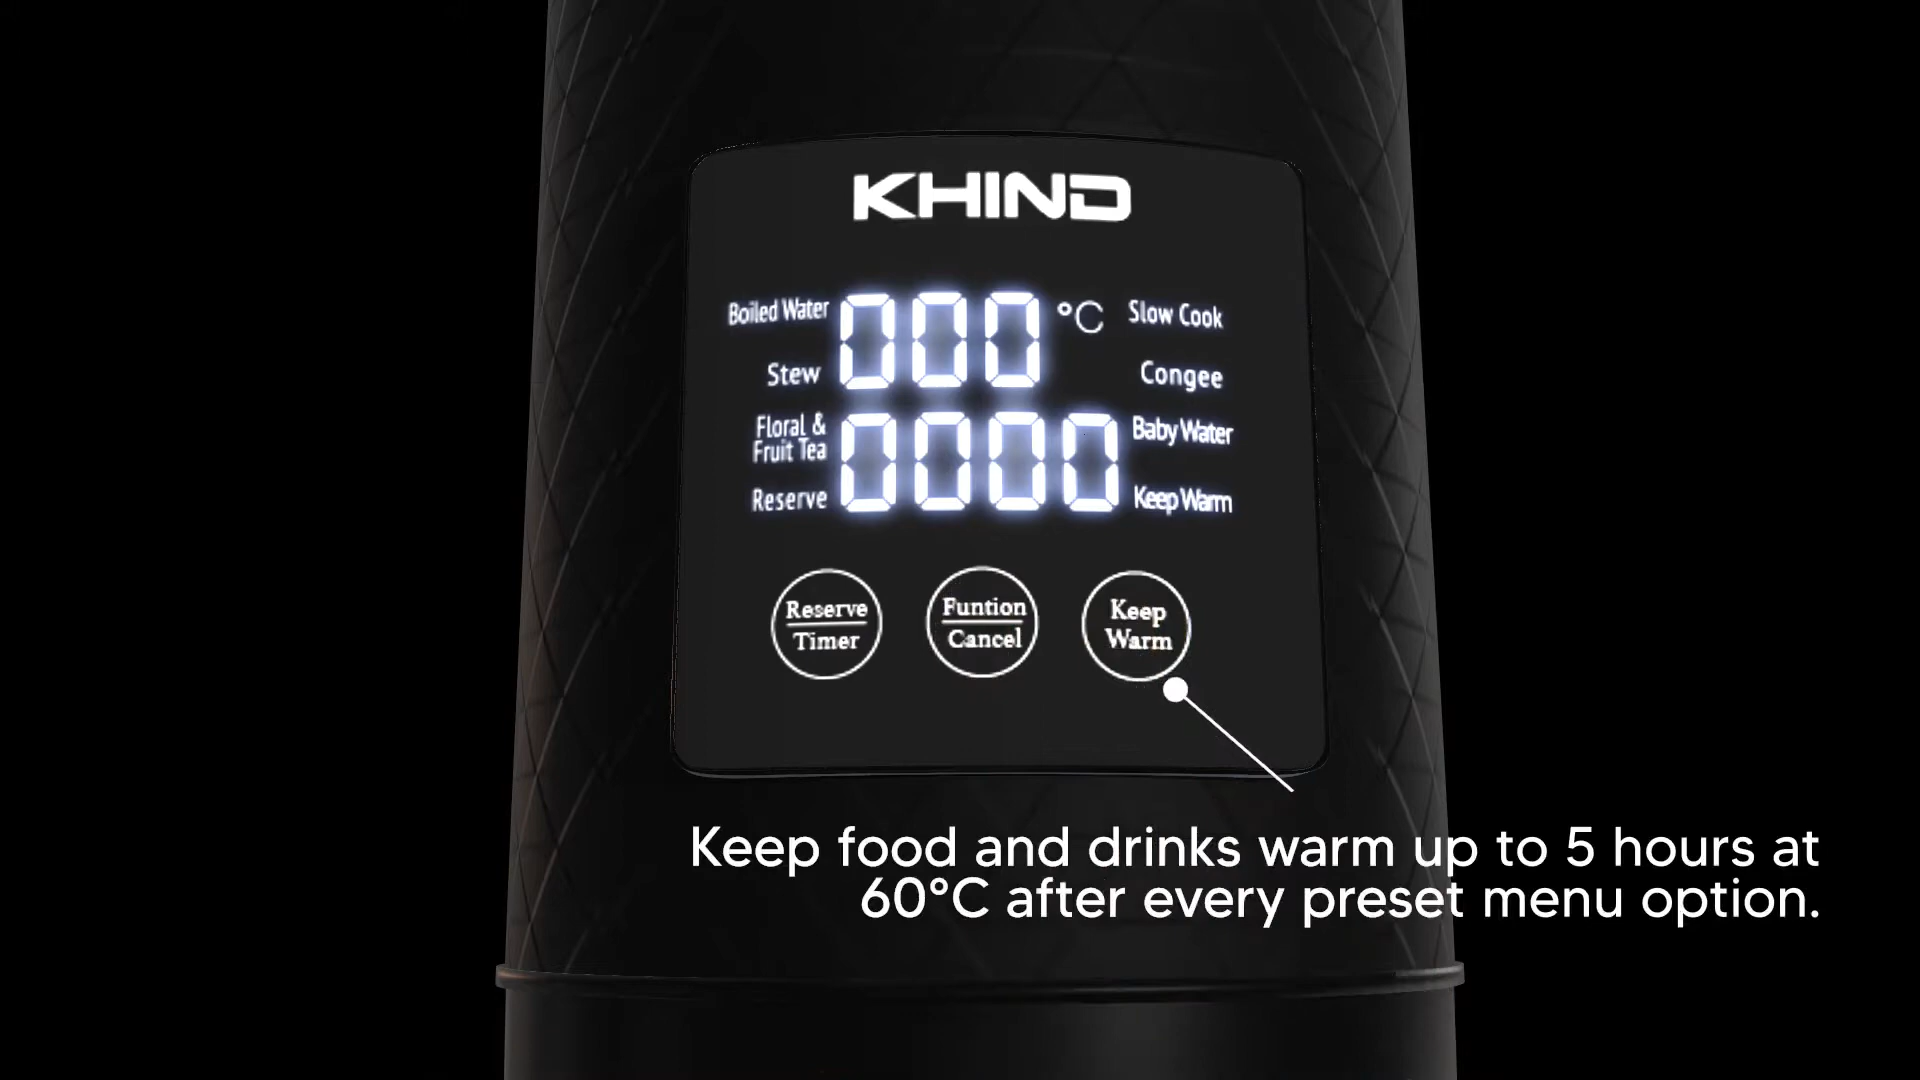 KHIND
Boiled Water
000 °C
Slow Cook
Stew
Congee
Floral &
Fruit Tea
0000
Baby Water
Reserve
Keep Warm
Reserve
Timer
Funtion
Cancel
Keep
Warm
Keep food and drinks warm up to 5 hours at
60°C after every preset menu option.